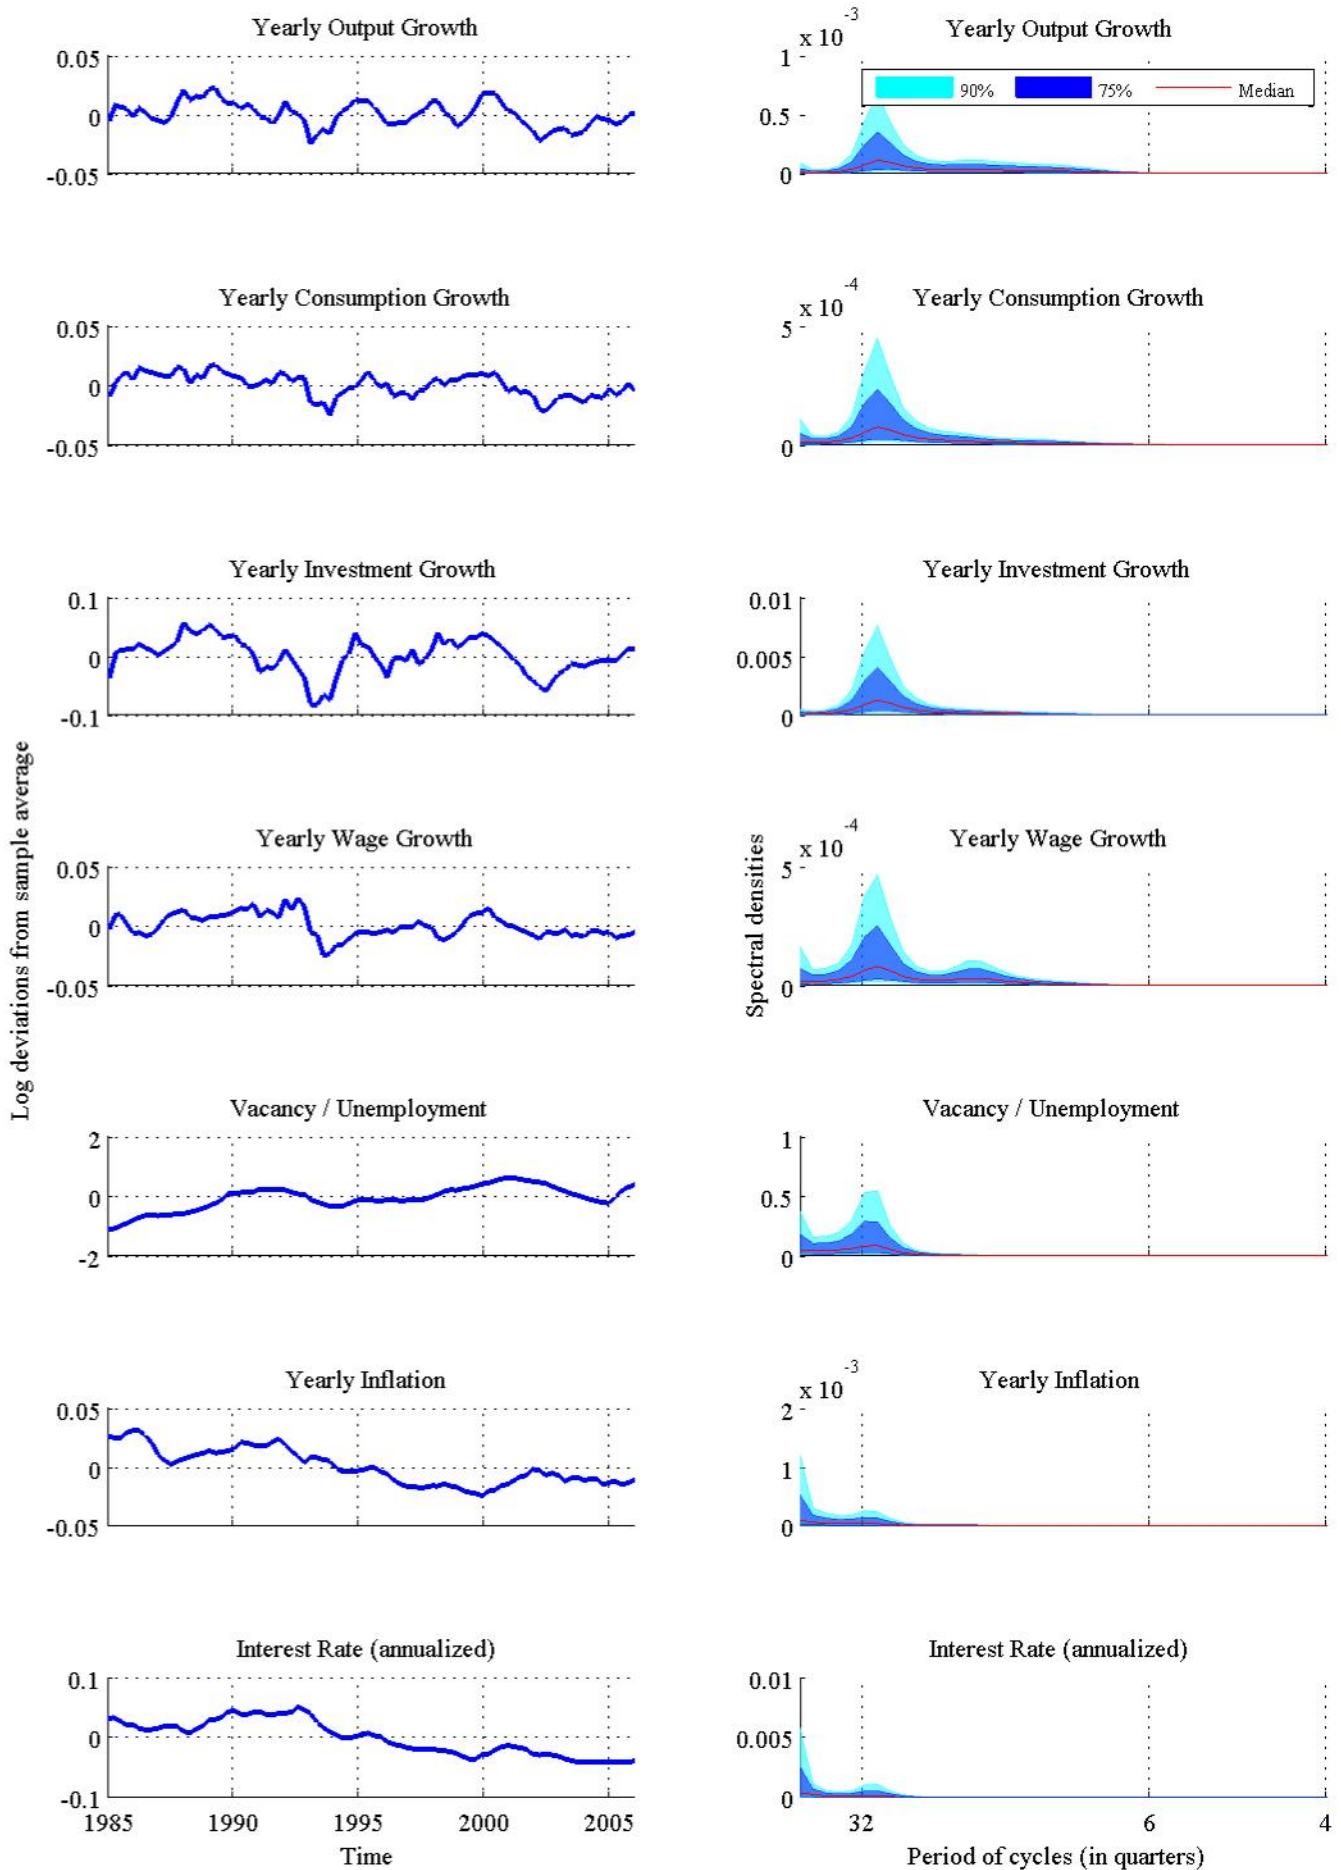 Yearly Output Growth
0.05
0
-0.05
Yearly Consumption Growth
0.05
0
-0.05
Yearly Investment Growth
0.1
0
-0.1
Yearly Wage Growth
0.05
0
-0.05
Vacancy / Unemployment
2
0
-2
Yearly Inflation
0.05
0
-0.05
Interest Rate (annualized)
0.1
0
-0.1
1985 1990 1995 2000 2005
Time
Log deviations from sample average
x 10 -3
Yearly Output Growth
1
0.5
0
90% 75% Median
x 10 -4
Yearly Consumption Growth
5
0
Yearly Investment Growth
0.01
0.005
0
x 10 -4
Yearly Wage Growth
5
0
Vacancy / Unemployment
1
0.5
0
x 10 -3
Yearly Inflation
2
1
0
Interest Rate (annualized)
0.01
0.005
0
32 6 4
Period of cycles (in quarters)
Spectral densities